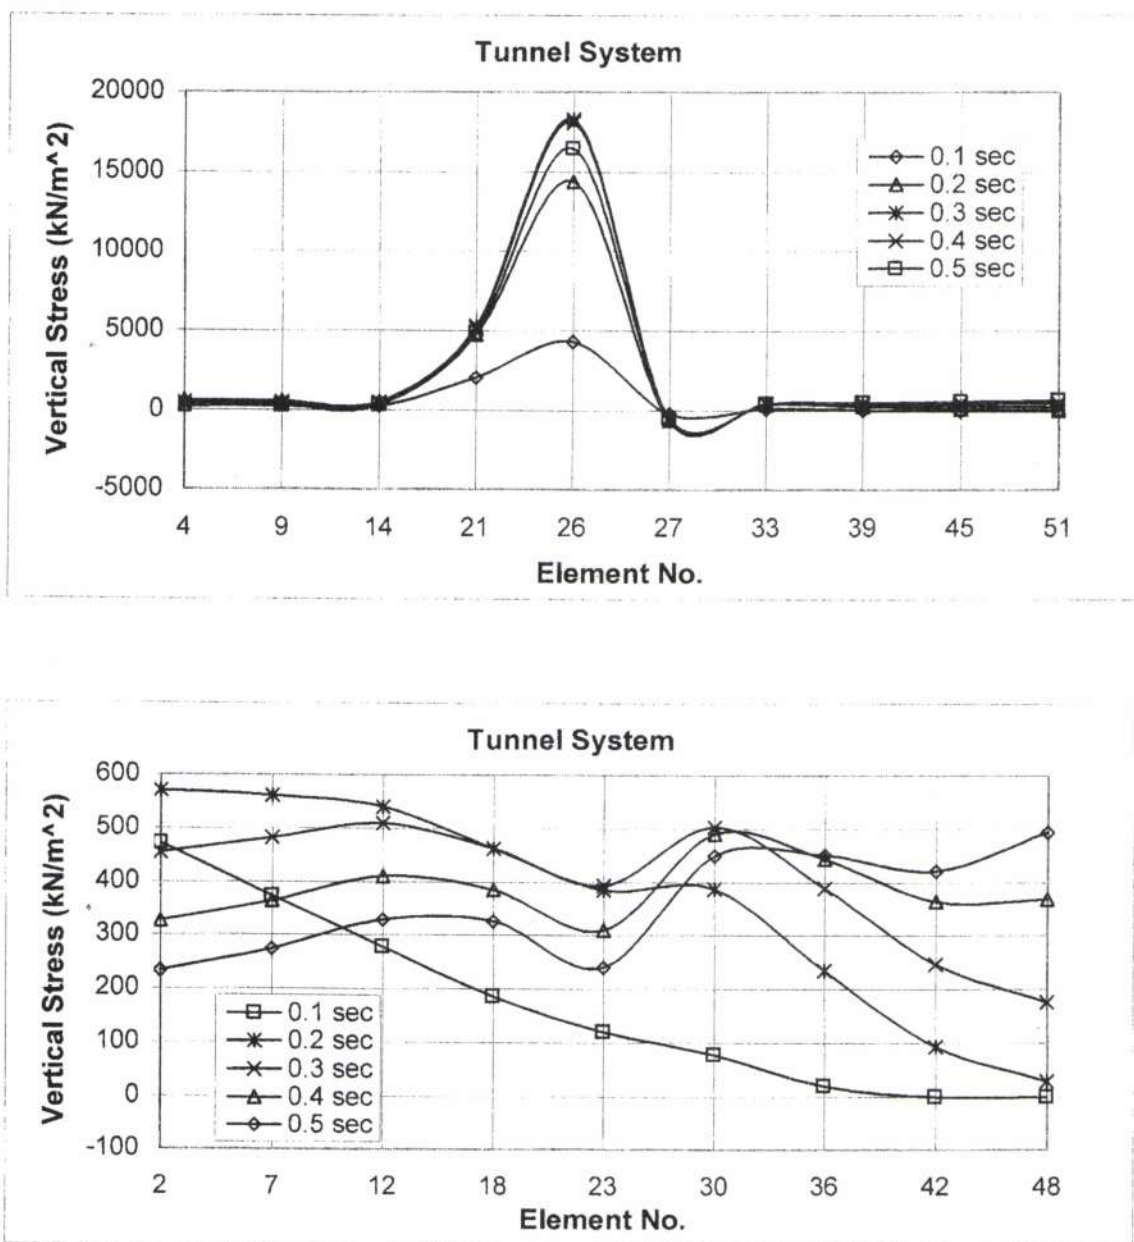 Tunnel System
20000
15000
10000
5000
0
-5000
Vertical Stress (kN/m^2)
0.1 sec
0.2 sec
0.3 sec
0.4 sec
0.5 sec
4 9 14 21 26 27 33 39 45 51
Element No.
Tunnel System
600
500
400
300
200
100
0
-100
Vertical Stress (kN/m^2)
0.1 sec
0.2 sec
0.3 sec
0.4 sec
0.5 sec
2 7 12 18 23 30 36 42 48
Element No.